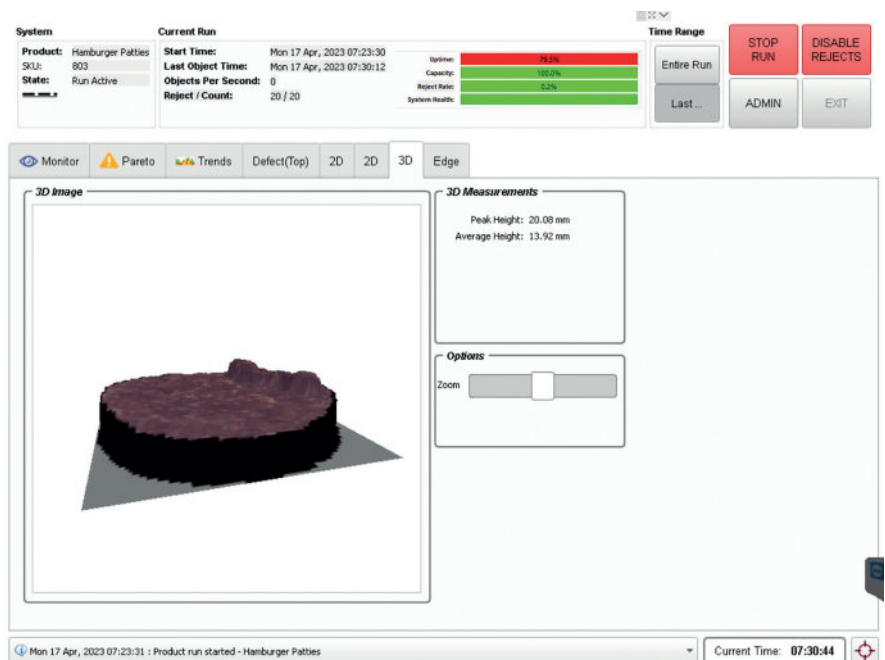 System
Product: Hamburger Patties
SKU: 803
State: Run Active
Current Run
Start Time: Mon 17 Apr, 2023 07:23:30
Last Object Time: Mon 17 Apr, 2023 07:30:12
Objects Per Second: 0
Reject / Count: 20 / 20
Uptime: 79.5%
Capacity: 100.0%
Reject Rate: 0.2%
System Health:
Time Range
Entire Run
Last ...
STOP RUN
DISABLE REJECTS
ADMIN
EXIT
Monitor
Pareto
Trends
Defect(Top)
2D
2D
3D
Edge
3D Image
3D Measurements
Peak Height: 20.08 mm
Average Height: 13.92 mm
Options
Zoom
Mon 17 Apr, 2023 07:23:31 : Product run started - Hamburger Patties
Current Time: 07:30:44